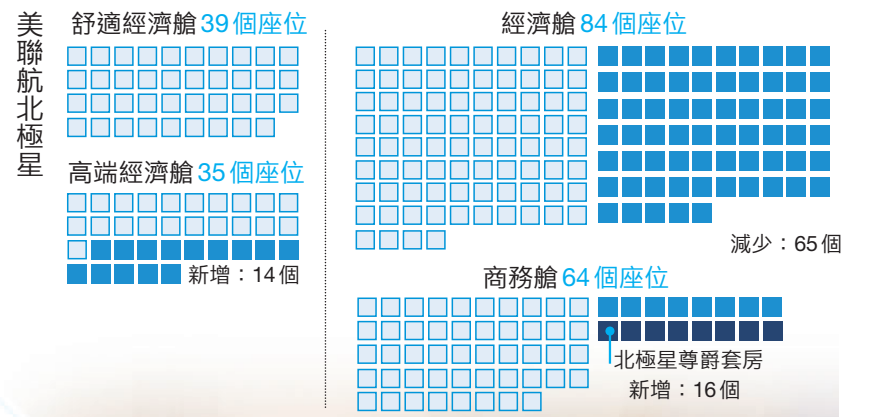 美聯航北極星
舒適經濟艙 39 個座位
高端經濟艙 35 個座位
新增：14 個
經濟艙 84 個座位
減少：65 個
商務艙 64 個座位
北極星尊爵套房
新增：16 個